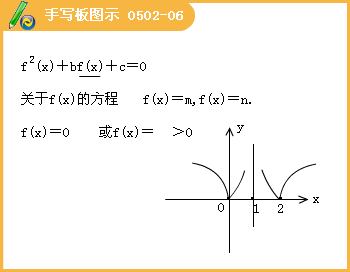 手写板图示 0502-06
f²(x)＋bf(x)＋c＝0
关于f(x)的方程 f(x)＝m,f(x)＝n.
f(x)＝0 或f(x)＝ ＞0
y
0 1 2 x